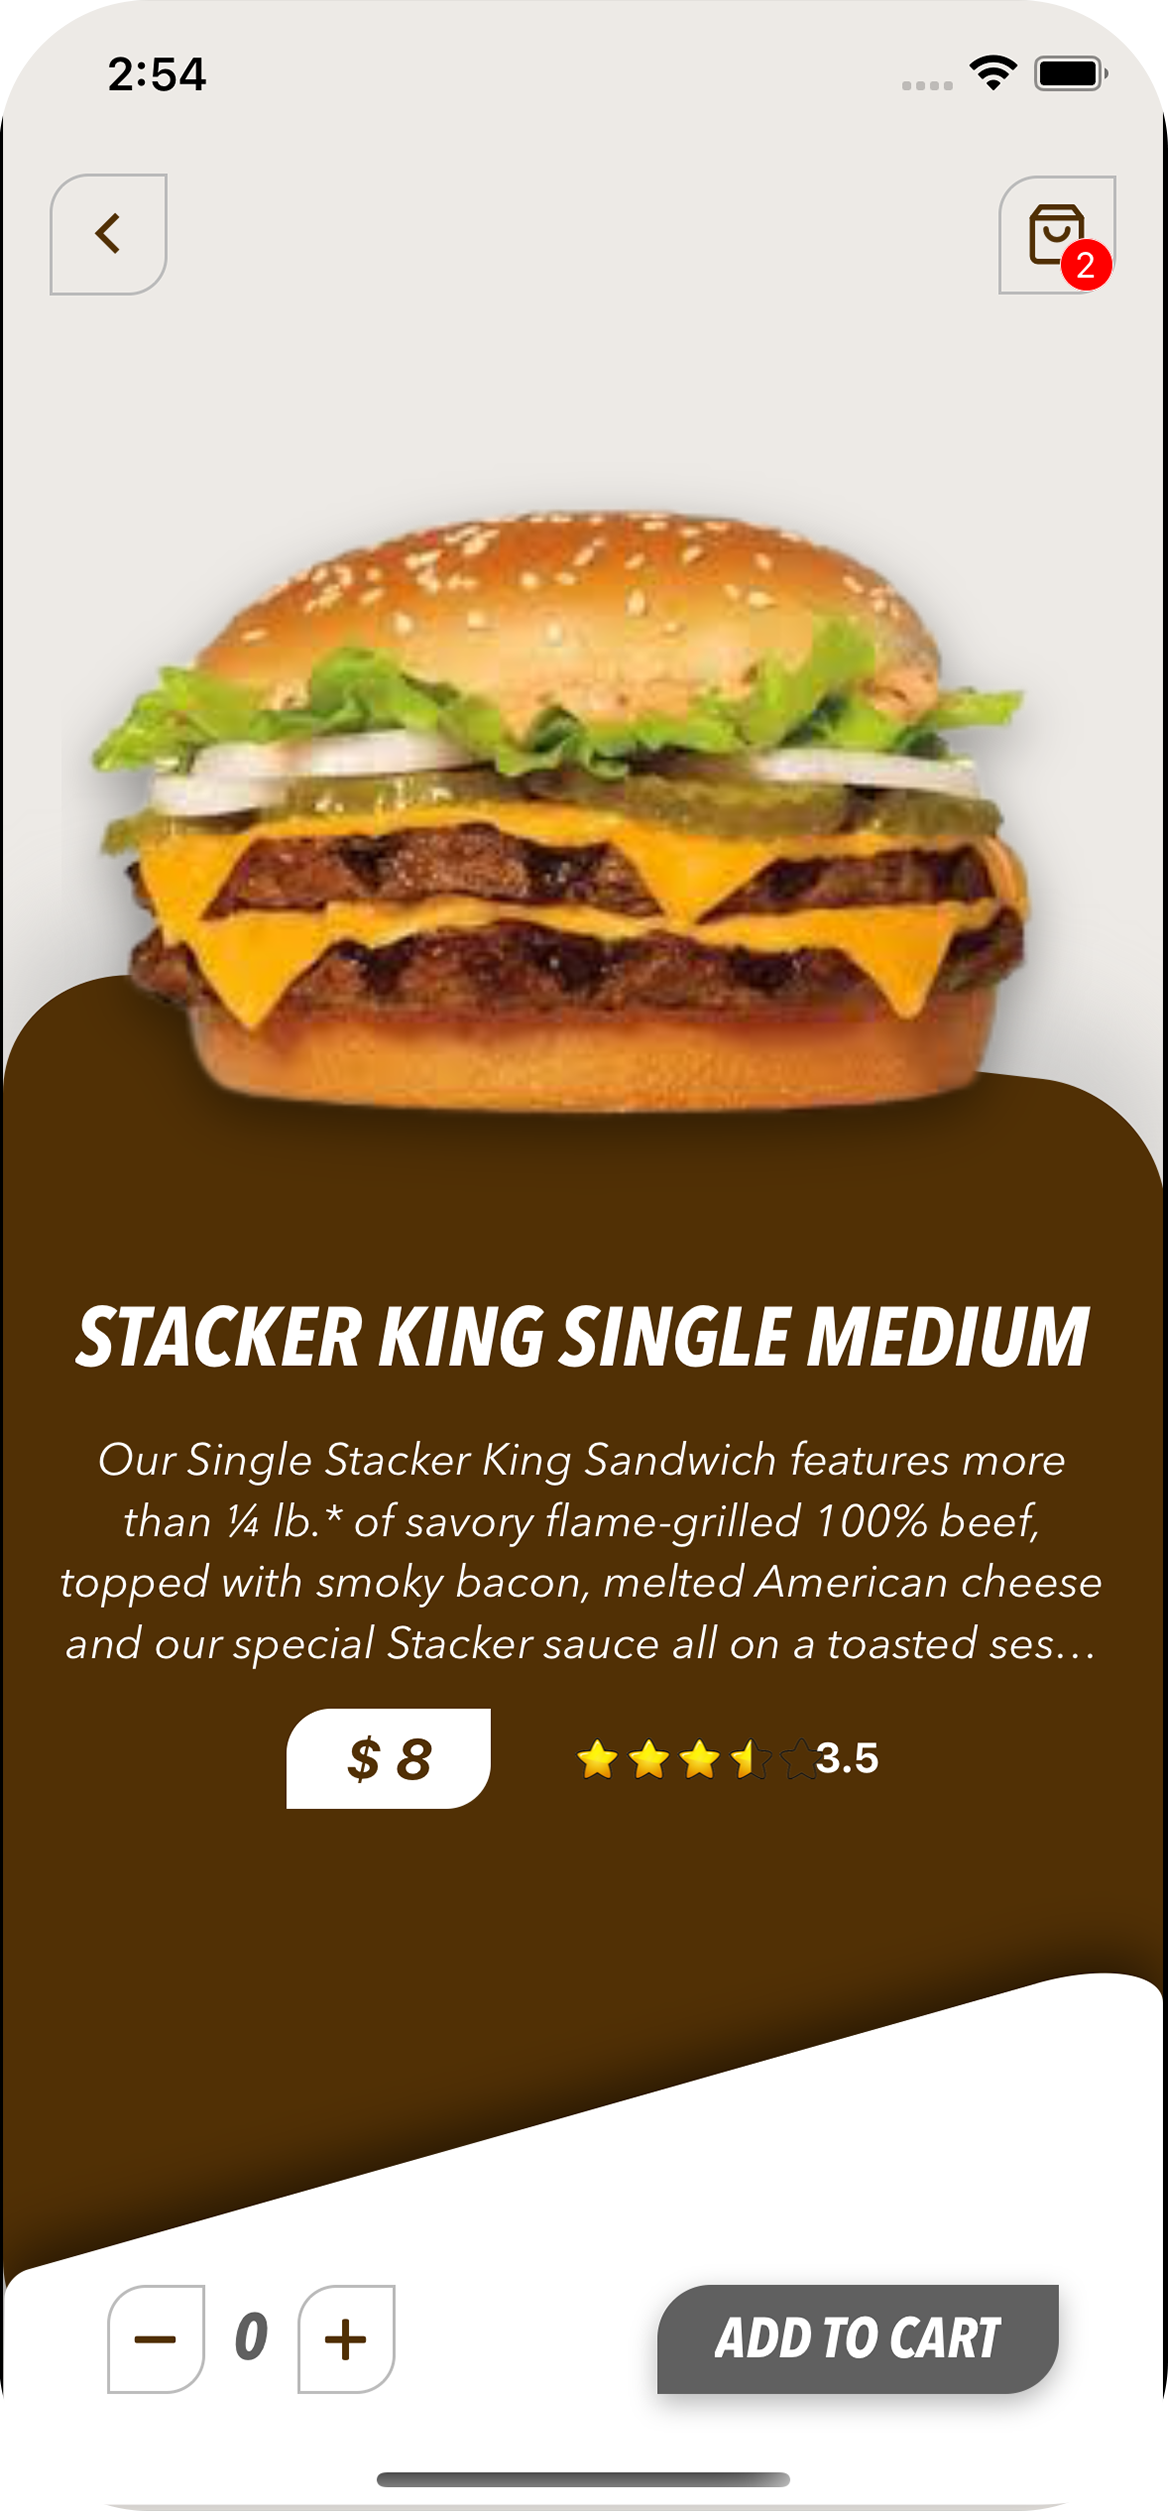 2:54
2
STACKER KING SINGLE MEDIUM
Our Single Stacker King Sandwich features more
than ¼ lb.* of savory flame-grilled 100% beef,
topped with smoky bacon, melted American cheese
and our special Stacker sauce all on a toasted ses...
$ 8
3.5
0
ADD TO CART